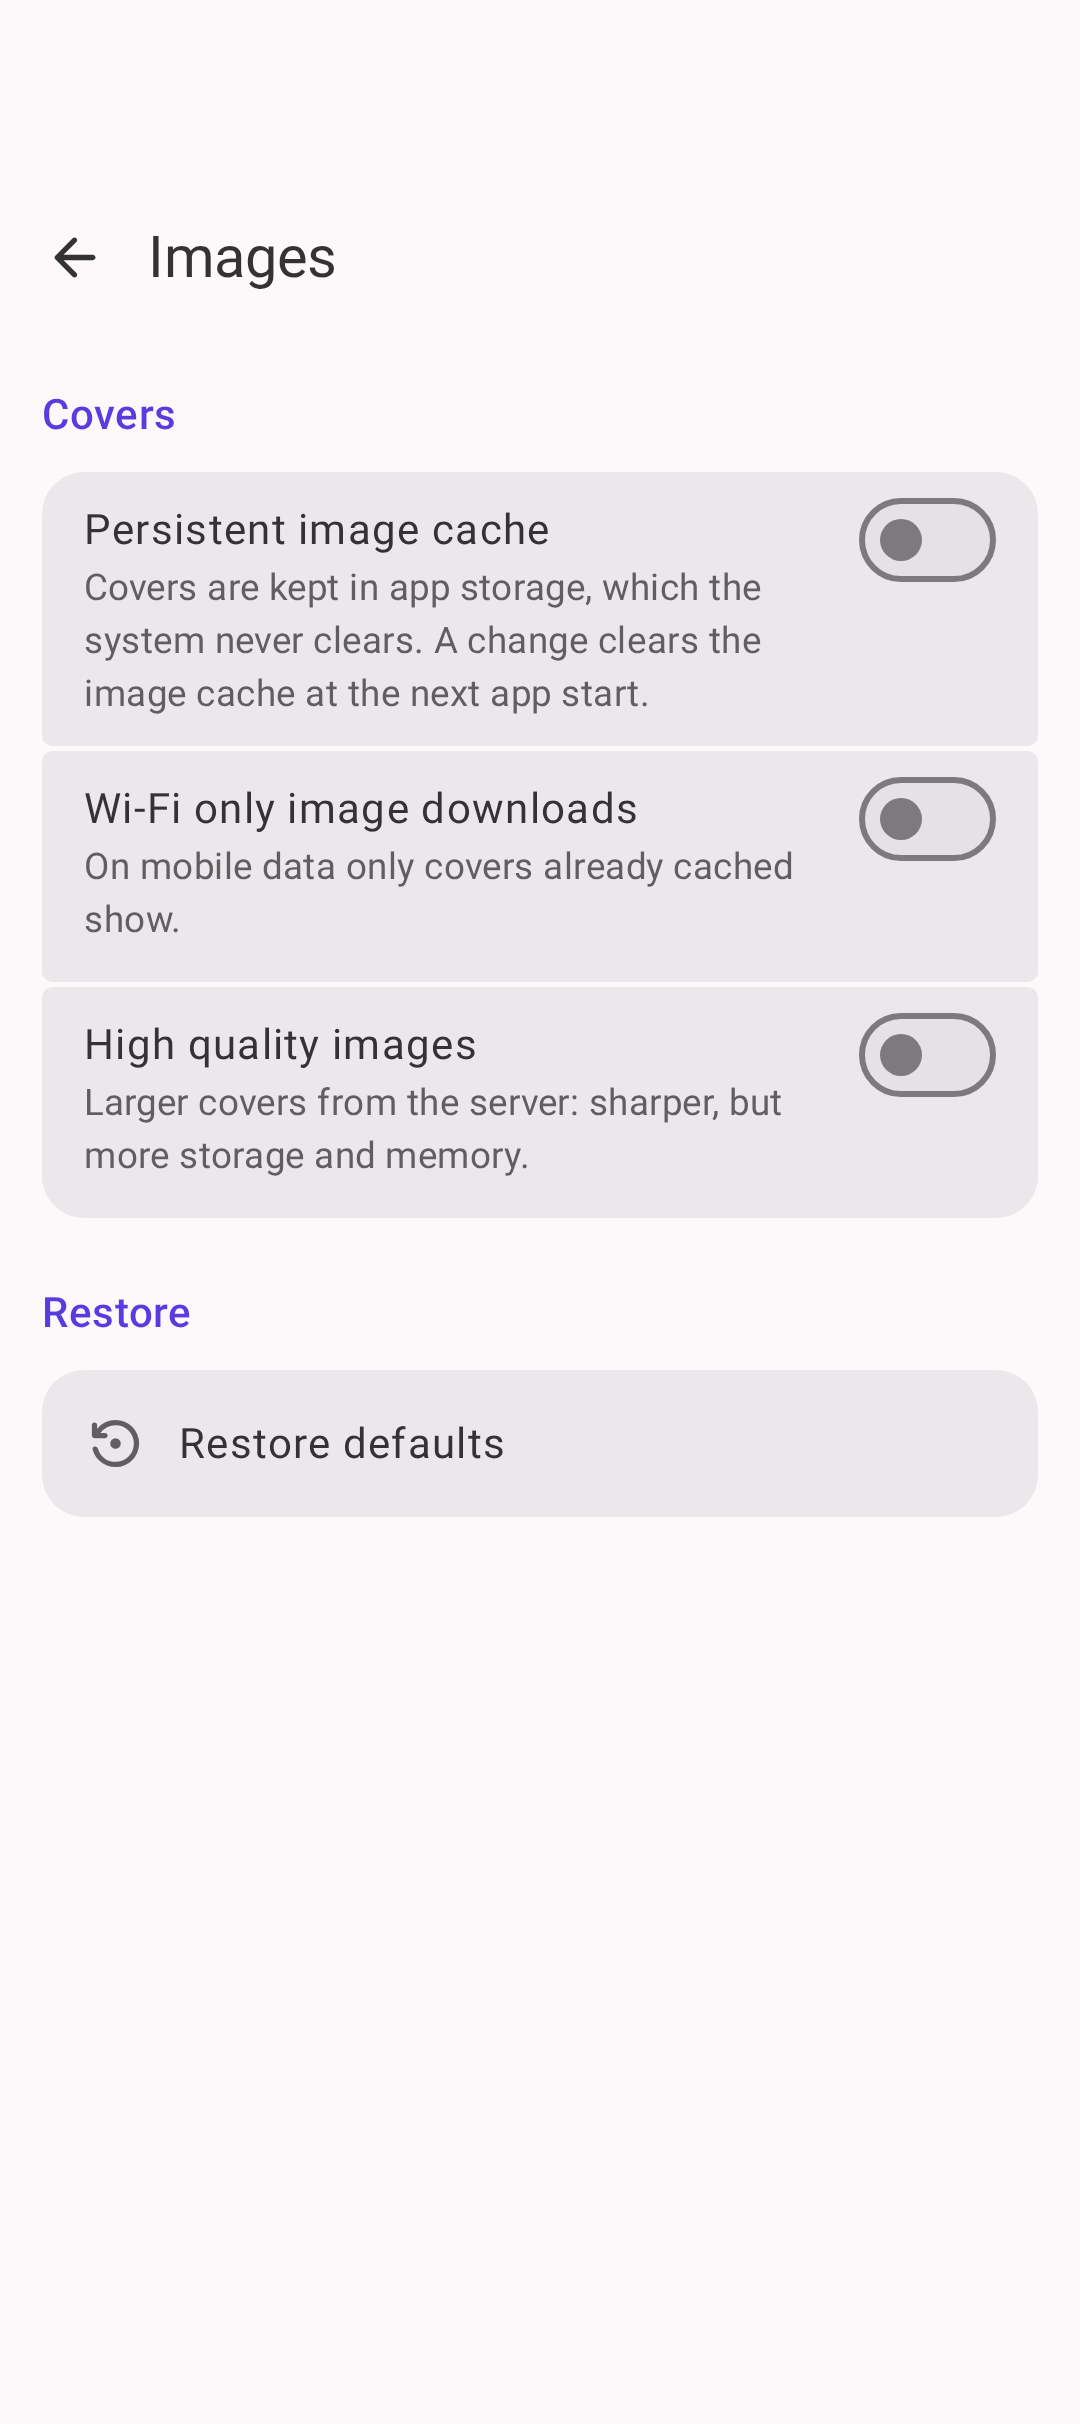 Images
Covers
Persistent image cache
Covers are kept in app storage, which the
system never clears. A change clears the
image cache at the next app start.
Wi-Fi only image downloads
On mobile data only covers already cached
show.
High quality images
Larger covers from the server: sharper, but
more storage and memory.
Restore
Restore defaults